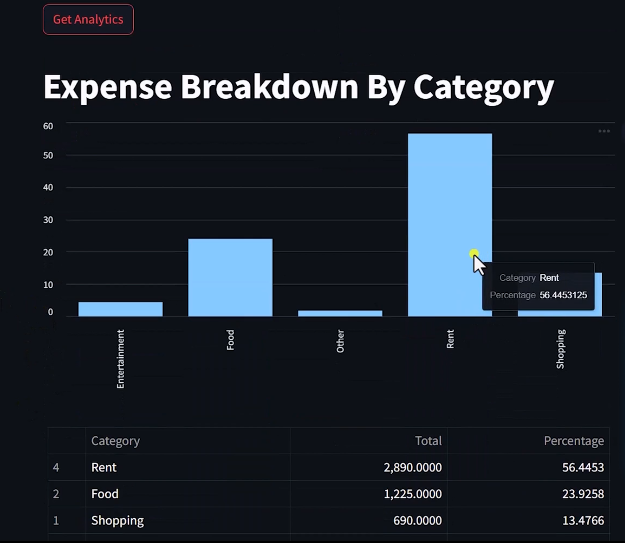 Get Analytics
Expense Breakdown By Category
60
50
40
30
20
10
0
Category Rent
Percentage 56.4453125
Entertainment
Food
Other
Rent
Shopping
Category Total Percentage
4 Rent 2,890.0000 56.4453
2 Food 1,225.0000 23.9258
1 Shopping 690.0000 13.4766